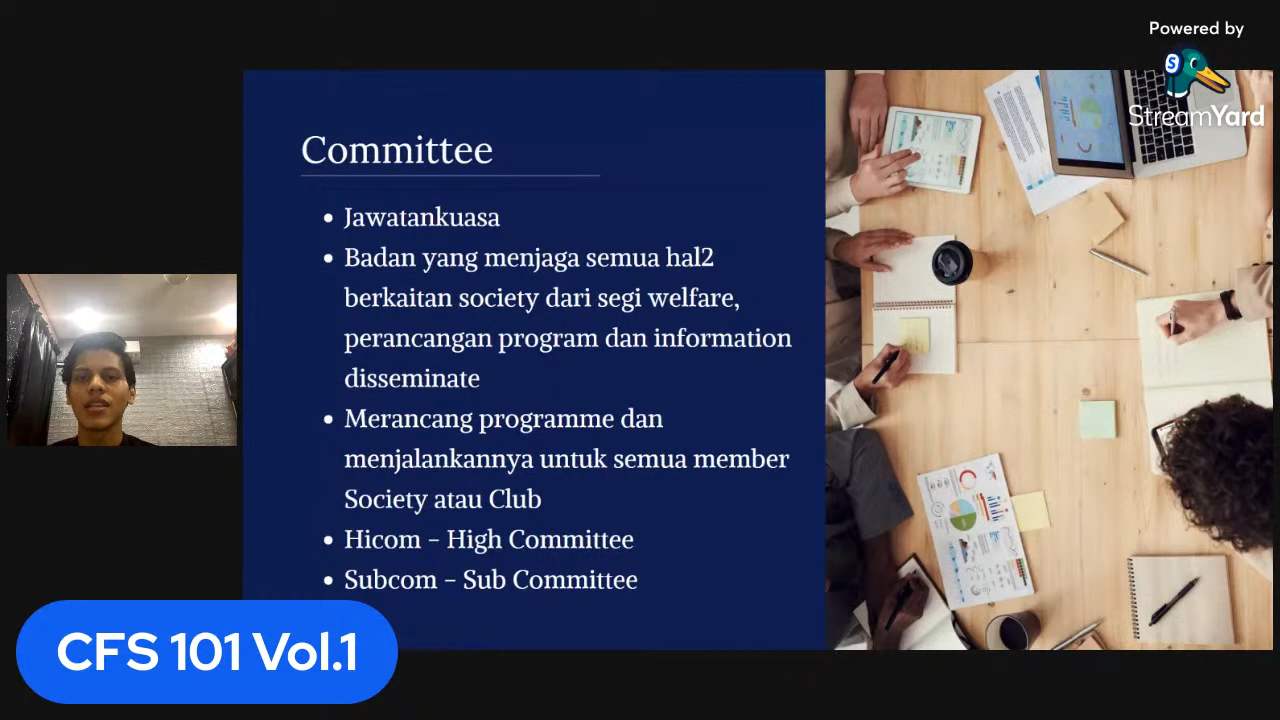 Powered by
StreamYard
Committee
• Jawatankuasa
• Badan yang menjaga semua hal2
berkaitan society dari segi welfare,
perancangan program dan information
disseminate
• Merancang programme dan
menjalankannya untuk semua member
Society atau Club
• Hicom – High Committee
• Subcom – Sub Committee
CFS 101 Vol.1